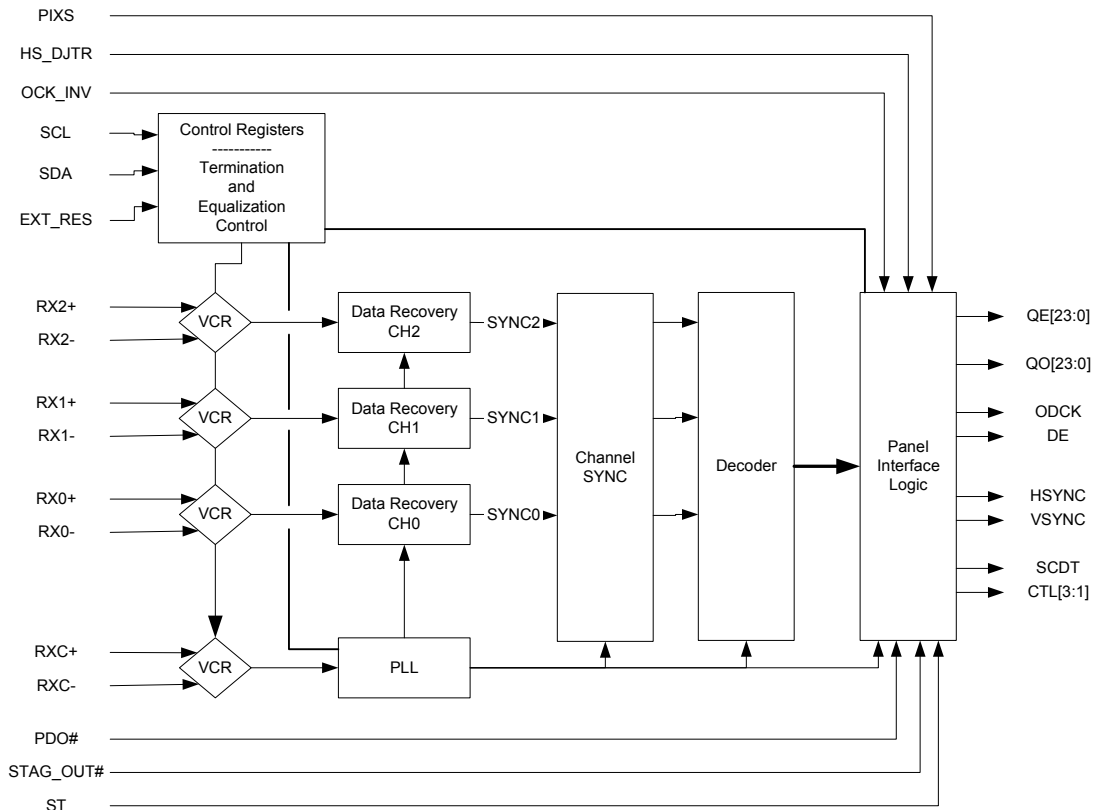 PIXS
HS_DJTR
OCK_INV
SCL
SDA
EXT_RES
Control Registers
-----------
Termination
and
Equalization
Control
RX2+
RX2-
VCR
Data Recovery
CH2
SYNC2
RX1+
RX1-
VCR
Data Recovery
CH1
SYNC1
RX0+
RX0-
VCR
Data Recovery
CH0
SYNC0
RXC+
RXC-
VCR
PLL
Channel
SYNC
Decoder
Panel
Interface
Logic
QE[23:0]
QO[23:0]
ODCK
DE
HSYNC
VSYNC
SCDT
CTL[3:1]
PDO#
STAG_OUT#
ST